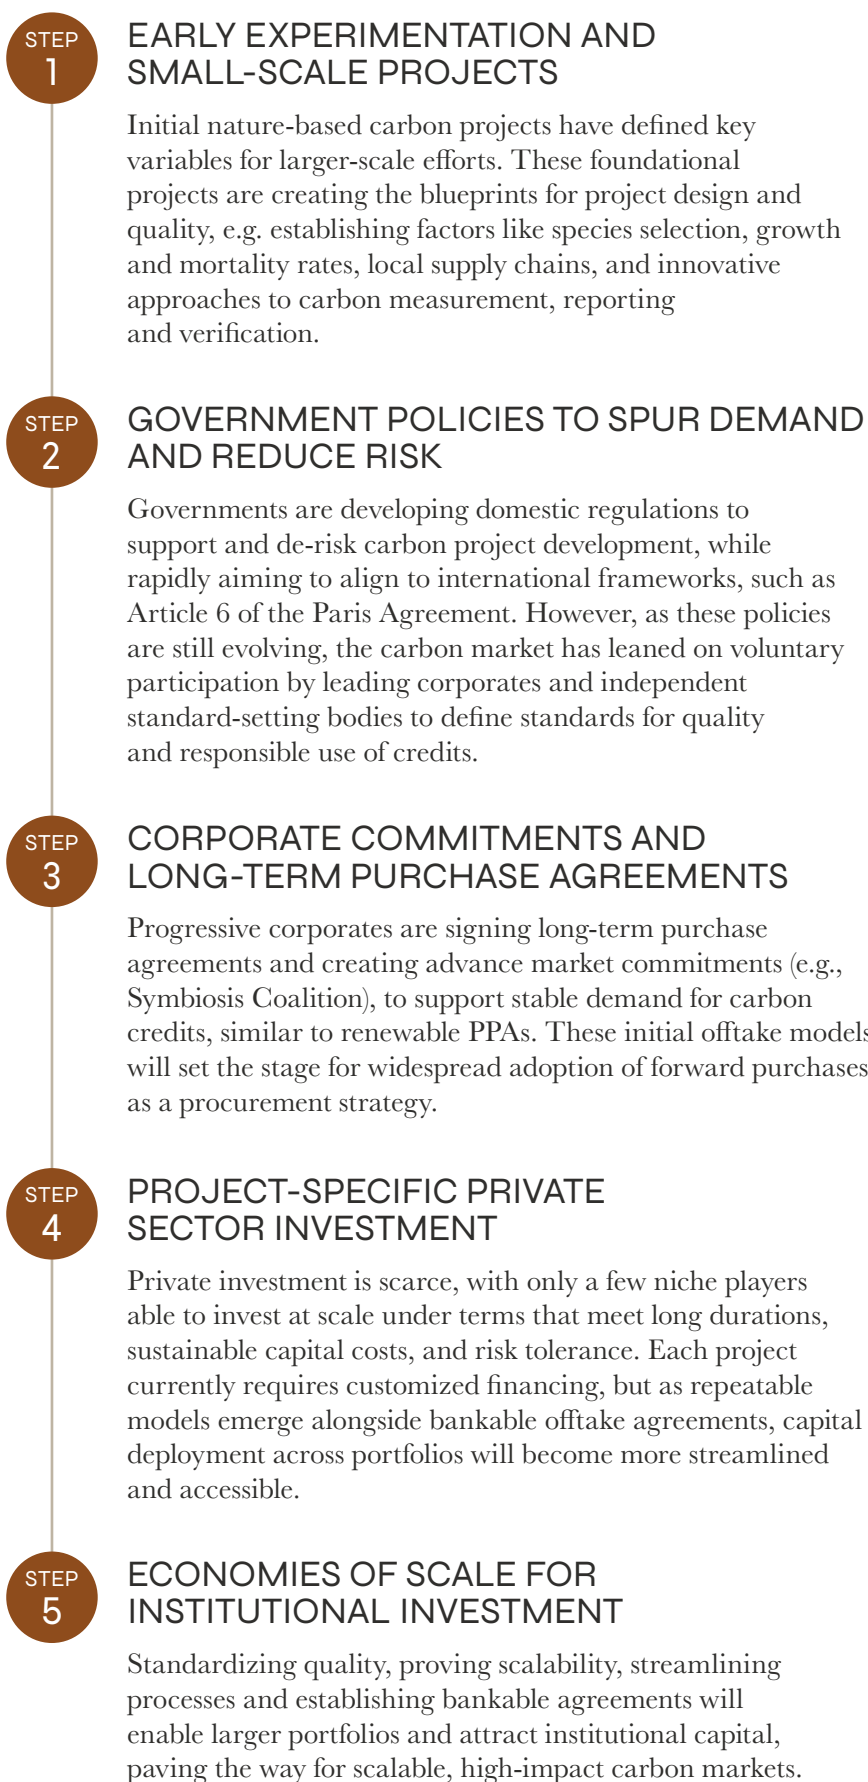 STEP
1
EARLY EXPERIMENTATION AND
SMALL-SCALE PROJECTS
Initial nature-based carbon projects have defined key
variables for larger-scale efforts. These foundational
projects are creating the blueprints for project design and
quality, e.g. establishing factors like species selection, growth
and mortality rates, local supply chains, and innovative
approaches to carbon measurement, reporting
and verification.
STEP
2
GOVERNMENT POLICIES TO SPUR DEMAND
AND REDUCE RISK
Governments are developing domestic regulations to
support and de-risk carbon project development, while
rapidly aiming to align to international frameworks, such as
Article 6 of the Paris Agreement. However, as these policies
are still evolving, the carbon market has leaned on voluntary
participation by leading corporates and independent
standard-setting bodies to define standards for quality
and responsible use of credits.
STEP
3
CORPORATE COMMITMENTS AND
LONG-TERM PURCHASE AGREEMENTS
Progressive corporates are signing long-term purchase
agreements and creating advance market commitments (e.g.,
Symbiosis Coalition), to support stable demand for carbon
credits, similar to renewable PPAs. These initial offtake models
will set the stage for widespread adoption of forward purchases
as a procurement strategy.
STEP
4
PROJECT-SPECIFIC PRIVATE
SECTOR INVESTMENT
Private investment is scarce, with only a few niche players
able to invest at scale under terms that meet long durations,
sustainable capital costs, and risk tolerance. Each project
currently requires customized financing, but as repeatable
models emerge alongside bankable offtake agreements, capital
deployment across portfolios will become more streamlined
and accessible.
STEP
5
ECONOMIES OF SCALE FOR
INSTITUTIONAL INVESTMENT
Standardizing quality, proving scalability, streamlining
processes and establishing bankable agreements will
enable larger portfolios and attract institutional capital,
paving the way for scalable, high-impact carbon markets.